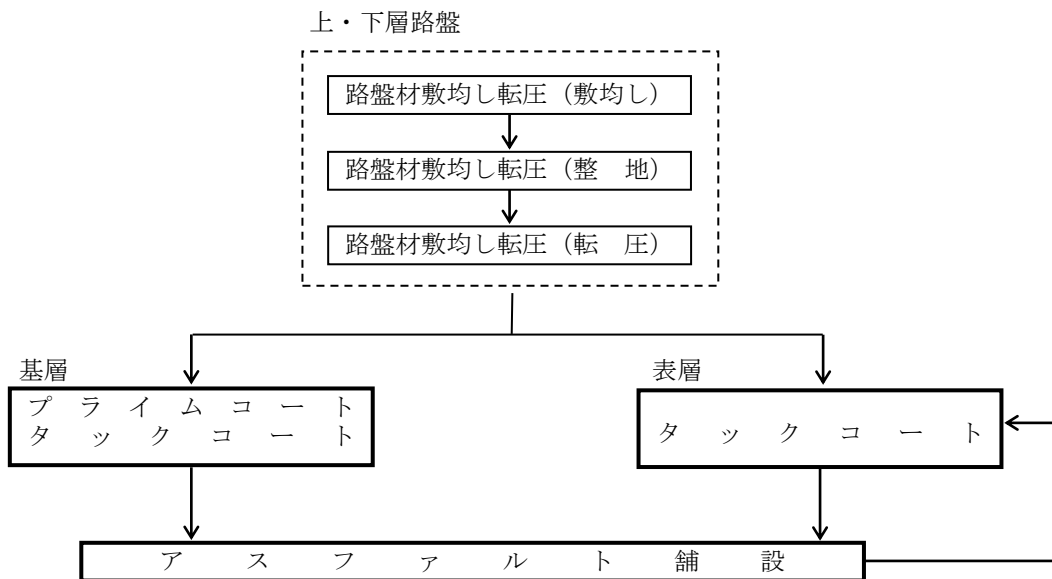 上・下層路盤
路盤材敷均し転圧（敷均し）
路盤材敷均し転圧（整　地）
路盤材敷均し転圧（転　圧）
基層
プライムコート
タックコート
表層
タックコート
アスファルト舗設